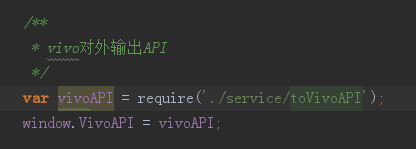 /**
* vivo对外输出API
*/
var vivoAPI = require('./service/toVivoAPI');
window.VivoAPI = vivoAPI;